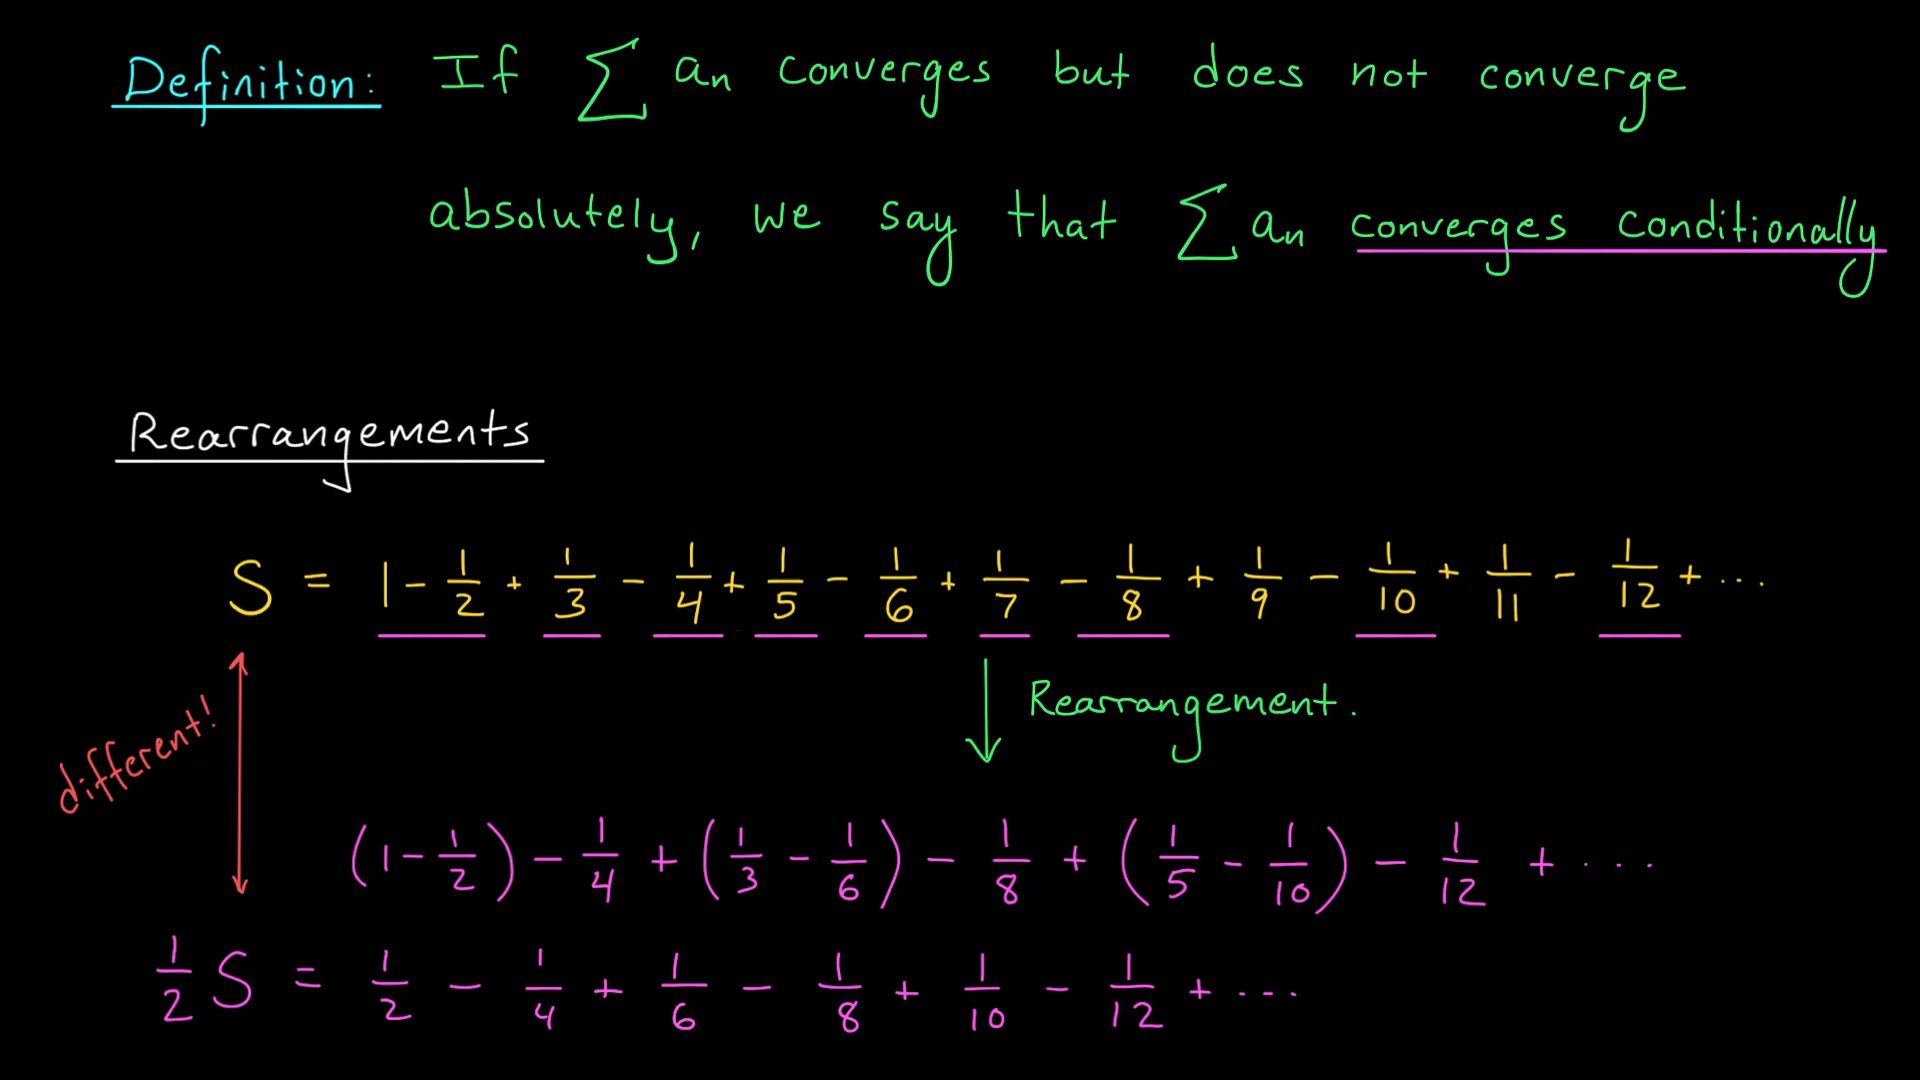 Definition: If ∑ an converges but does not converge
absolutely, we say that ∑ an converges conditionally
Rearrangements
S = 1 - 1/2 + 1/3 - 1/4 + 1/5 - 1/6 + 1/7 - 1/8 + 1/9 - 1/10 + 1/11 - 1/12 + ...
different!
Rearrangement.
(1 - 1/2) - 1/4 + (1/3 - 1/6) - 1/8 + (1/5 - 1/10) - 1/12 + ...
1/2 S = 1/2 - 1/4 + 1/6 - 1/8 + 1/10 - 1/12 + ...